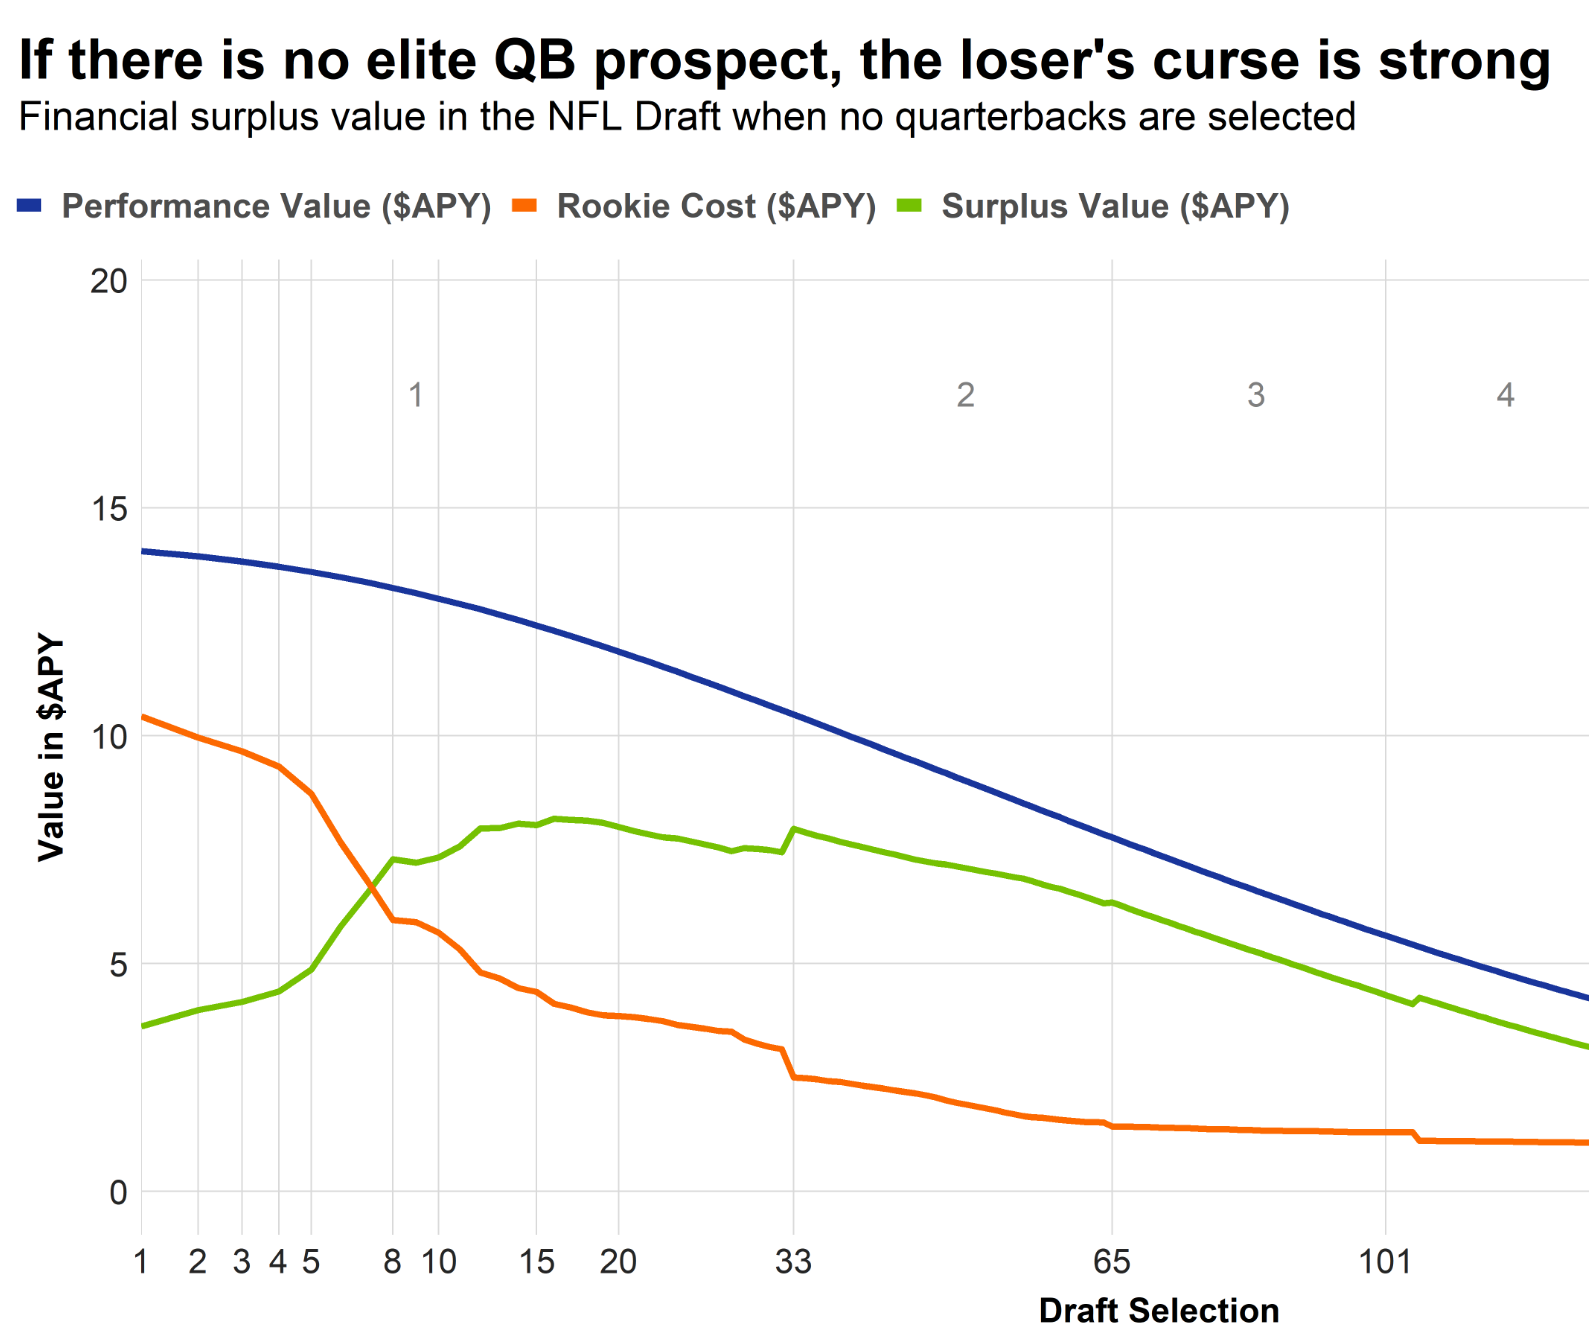 If there is no elite QB prospect, the loser's curse is strong
Financial surplus value in the NFL Draft when no quarterbacks are selected
Performance Value ($APY) Rookie Cost ($APY) Surplus Value ($APY)
20
1 2 3 4
15
10
5
0
Value in $APY
1 2 3 4 5 8 10 15 20 33 65 101
Draft Selection